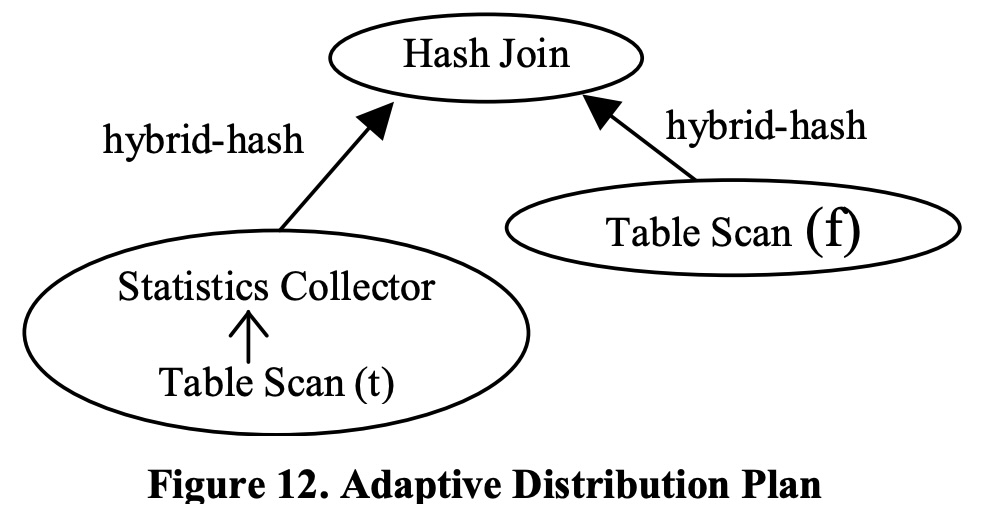 Hash Join
hybrid-hash
hybrid-hash
Table Scan (f)
Statistics Collector
Table Scan (t)
Figure 12. Adaptive Distribution Plan